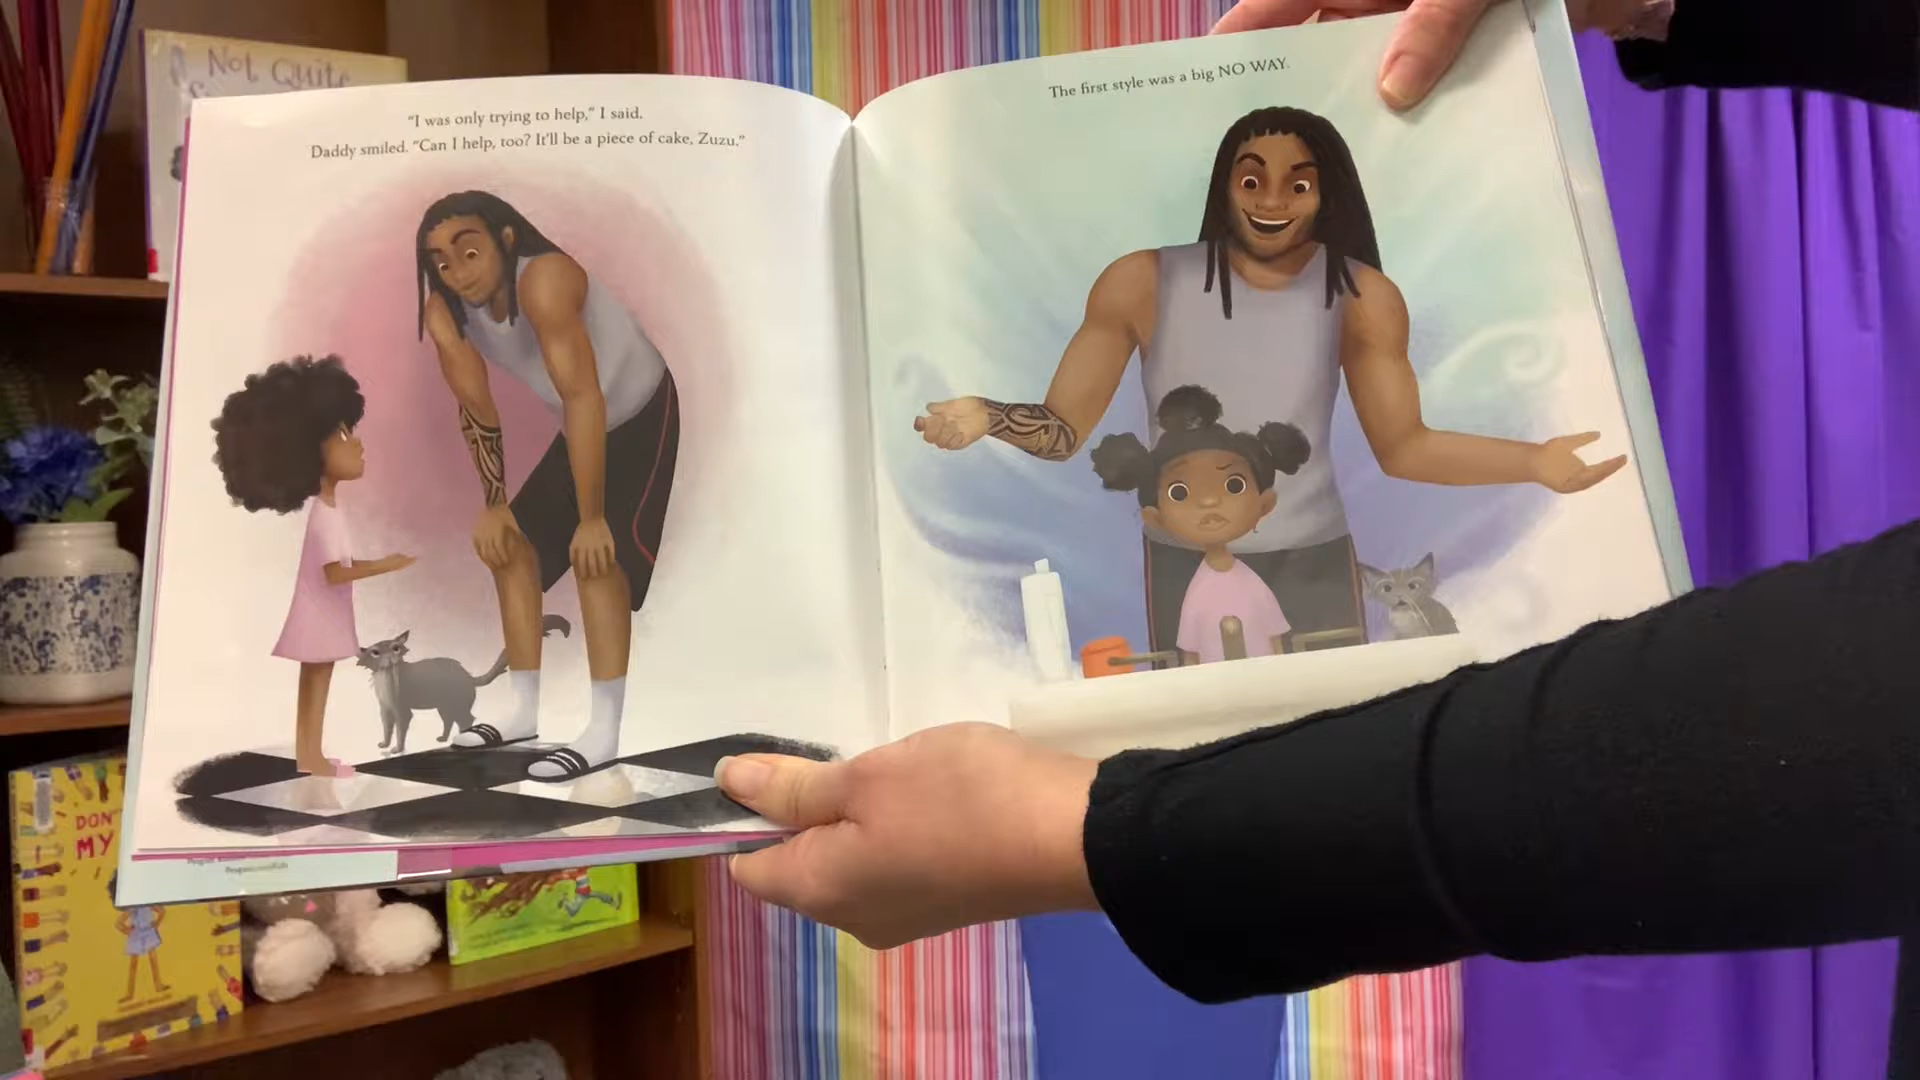 Not Quite
"I was only trying to help," I said.
Daddy smiled. "Can I help, too? It'll be a piece of cake, Zuzu."
The first style was a big NO WAY.
DON'
MY